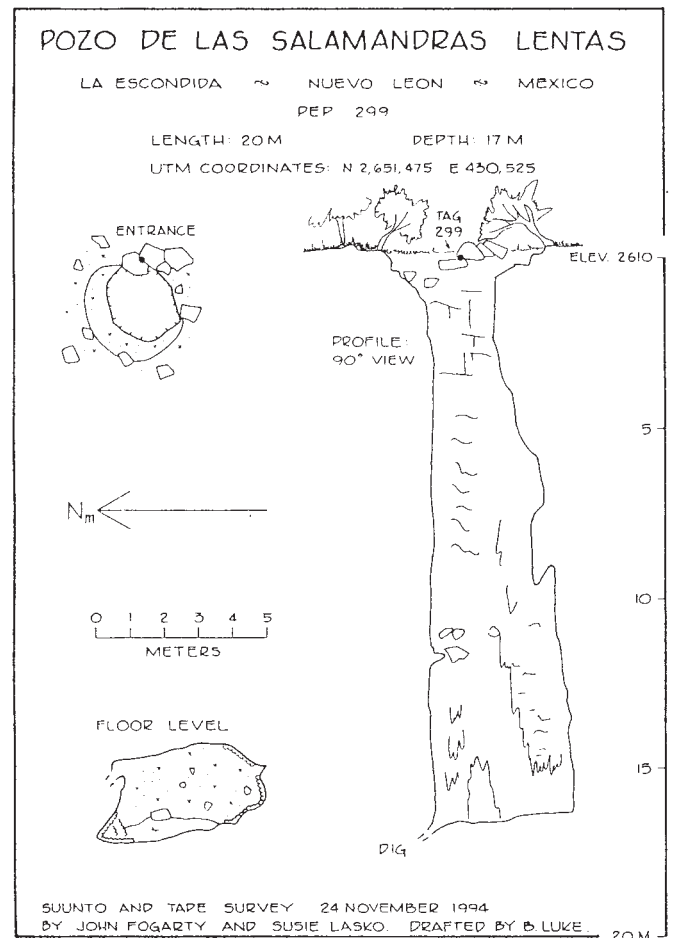 POZO DE LAS SALAMANDRAS LENTAS
LA ESCONDIDA ~ NUEVO LEON ~ MEXICO
PEP 299
LENGTH: 20 M DEPTH: 17 M
UTM COORDINATES: N 2,651,475 E 430,525
ENTRANCE
TAG
299
ELEV. 2610
PROFILE:
90° VIEW
5
Nm
10
0 1 2 3 4 5
METERS
FLOOR LEVEL
15
DIG
SUUNTO AND TAPE SURVEY 24 NOVEMBER 1994
BY JOHN FOGARTY AND SUSIE LASKO. DRAFTED BY B. LUKE.
20 M